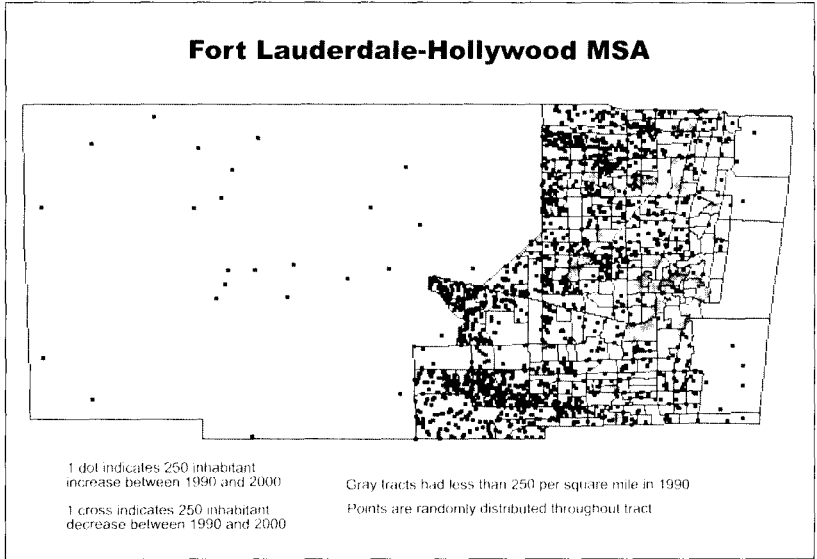 Fort Lauderdale-Hollywood MSA
1 dot indicates 250 inhabitant
increase between 1990 and 2000
1 cross indicates 250 inhabitant
decrease between 1990 and 2000
Gray tracts had less than 250 per square mile in 1990
Points are randomly distributed throughout tract